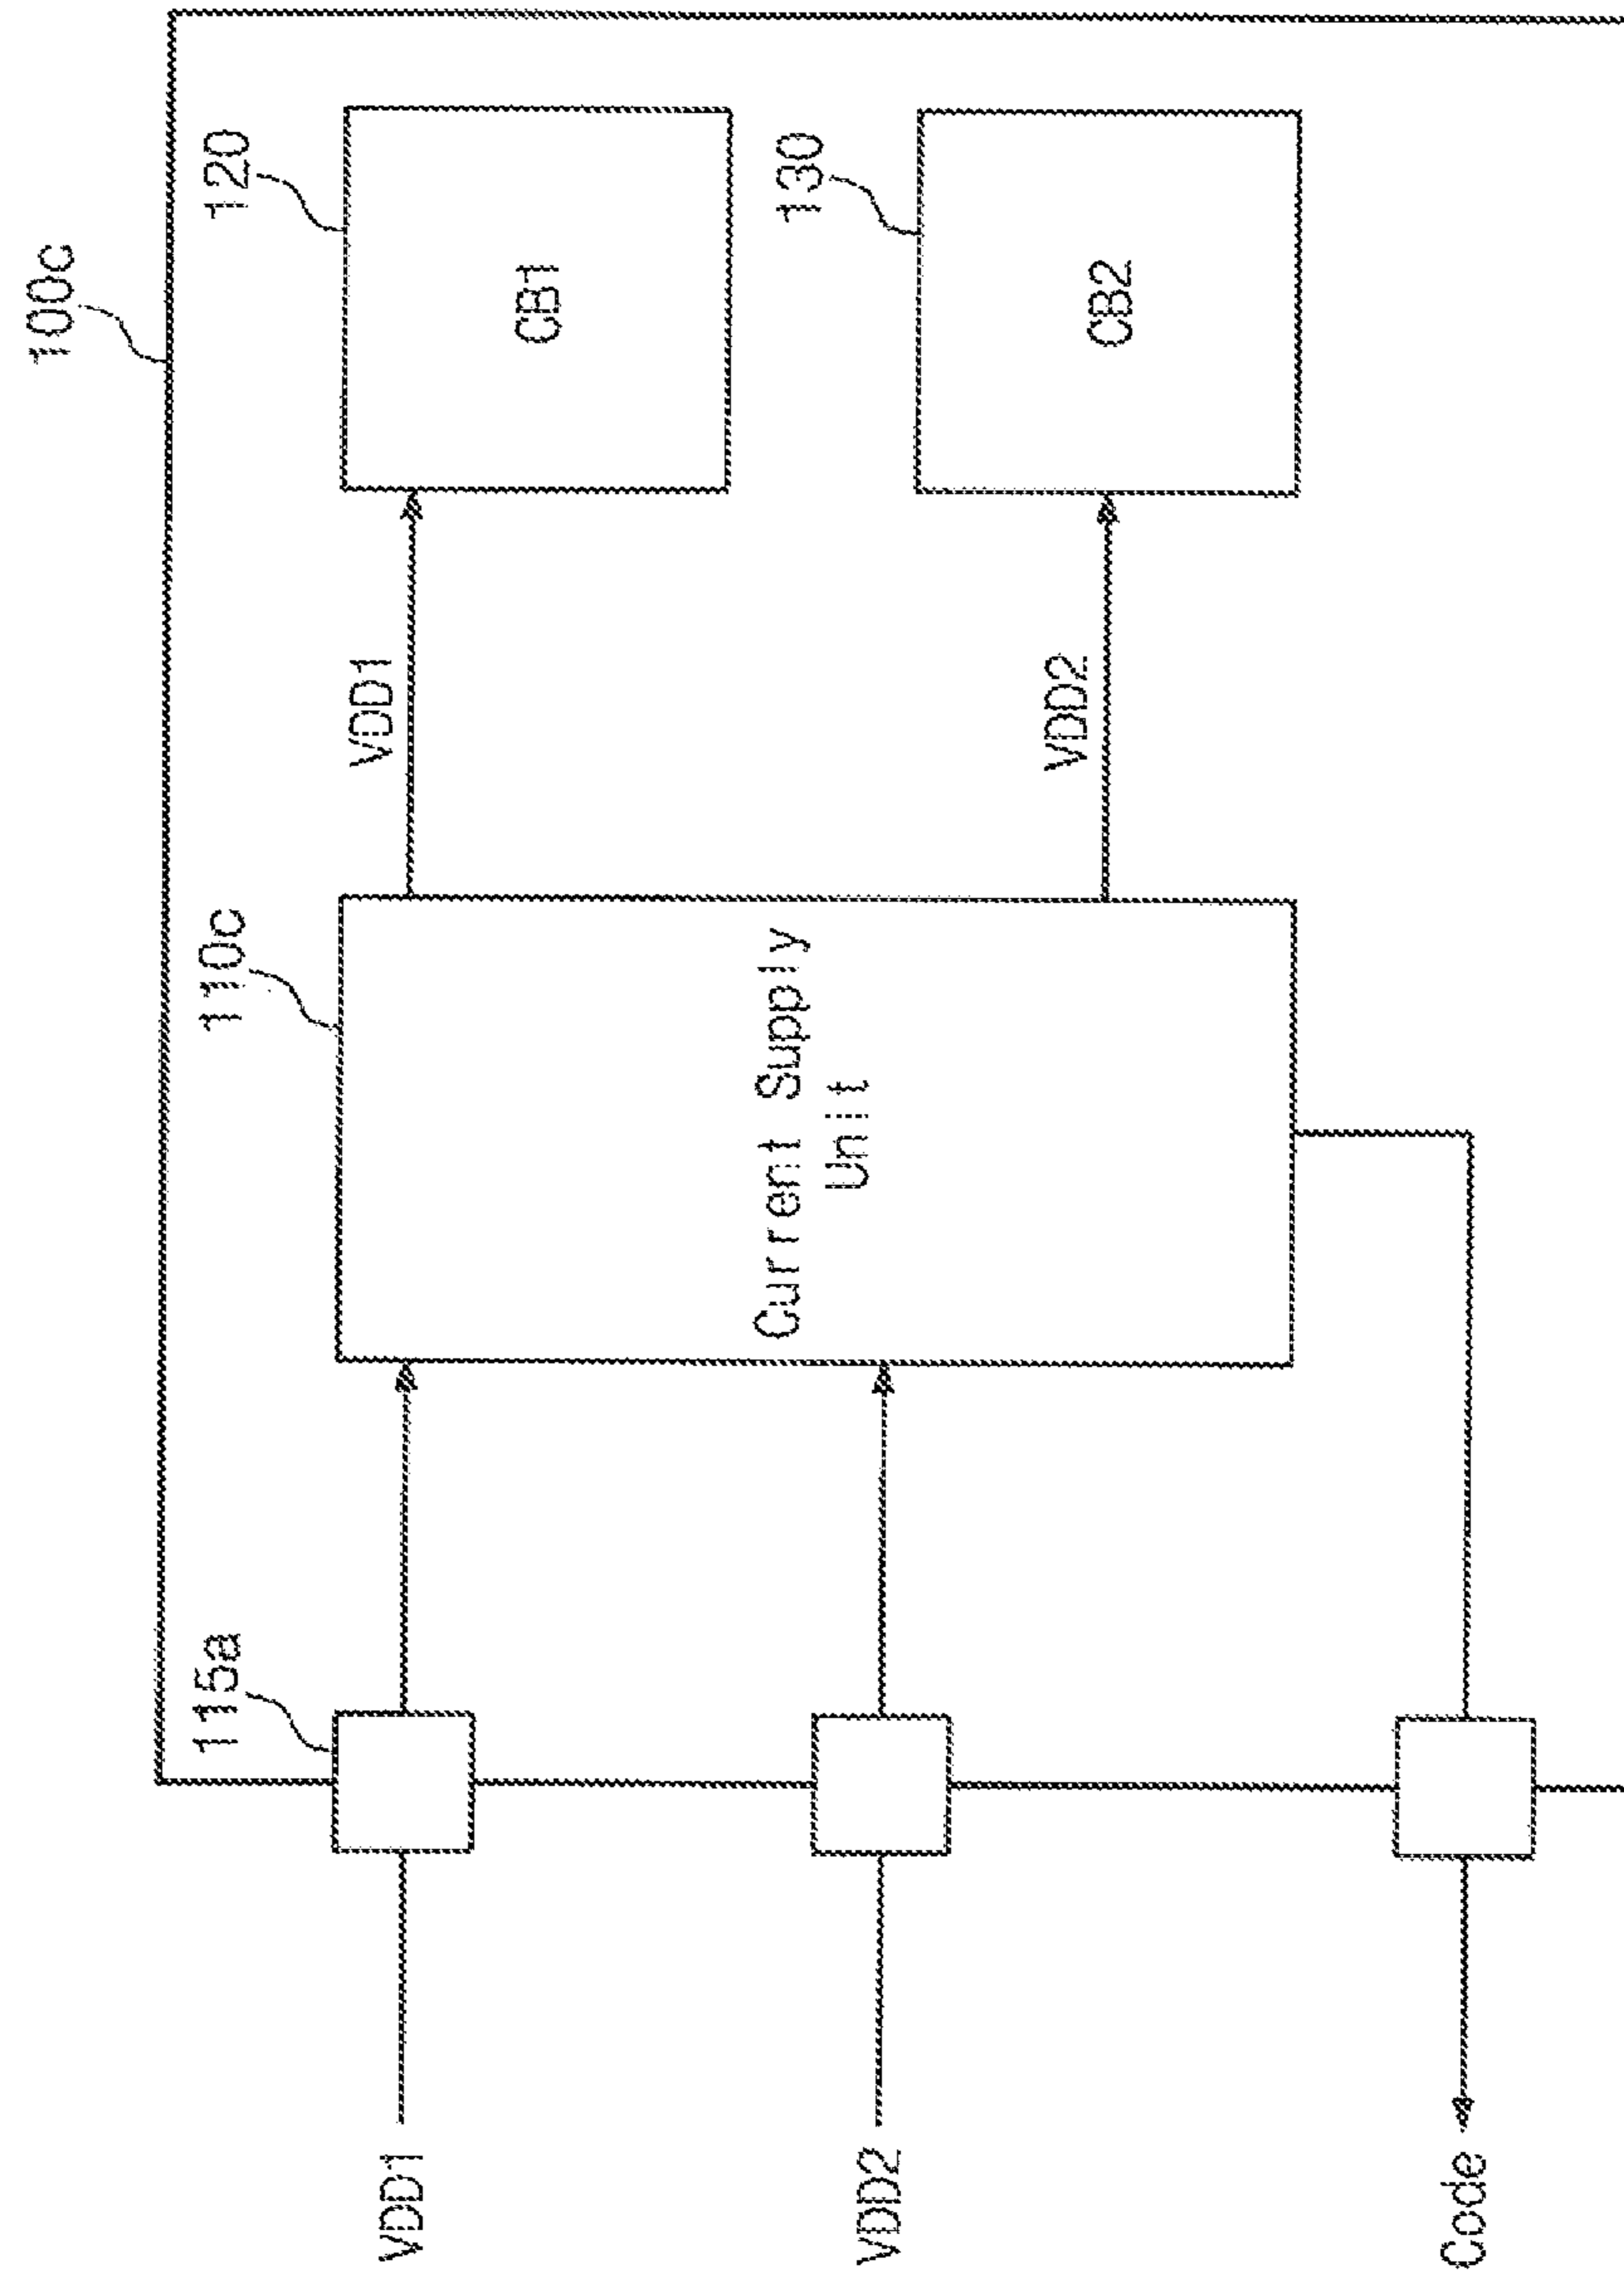 100c
115a
110c
120
VDD1
VDD1
CB1
Current Supply
Unit
130
VDD2
VDD2
CB2
Code